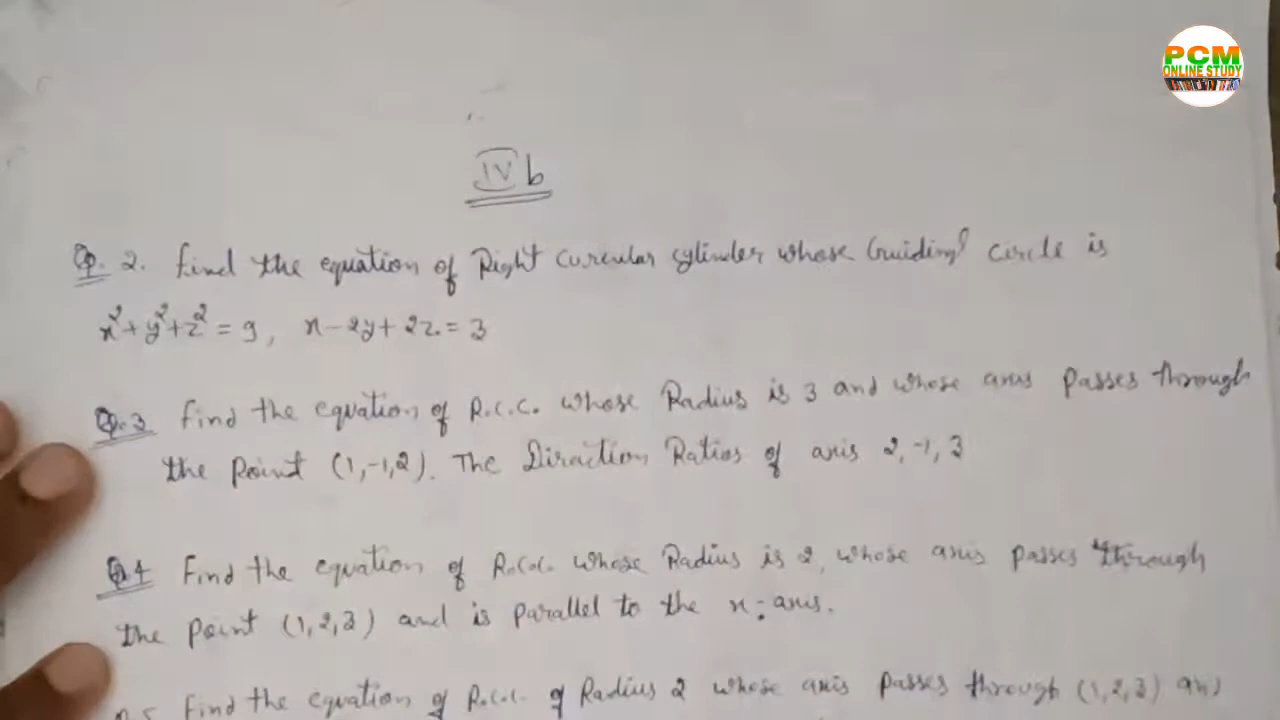 PCM
ONLINE STUDY
IV b
Q. 2. Find the equation of Right Curcular cylinder whose Guiding circle is
x² + y² + z² = 9, x - 2y + 2z = 3
Q.3 Find the equation of R.C.C. whose Radius is 3 and whose axis passes through
the point (1,-1,2). The Diraction Ratios of axis 2, -1, 3
Q.4 Find the equation of R.C.C. whose Radius is 2, whose axis passes through
the point (1,2,3) and is parallel to the x-axis.
Q.5 Find the equation of R.C.C. of Radius 2 whose axis passes through (1,2,3) and